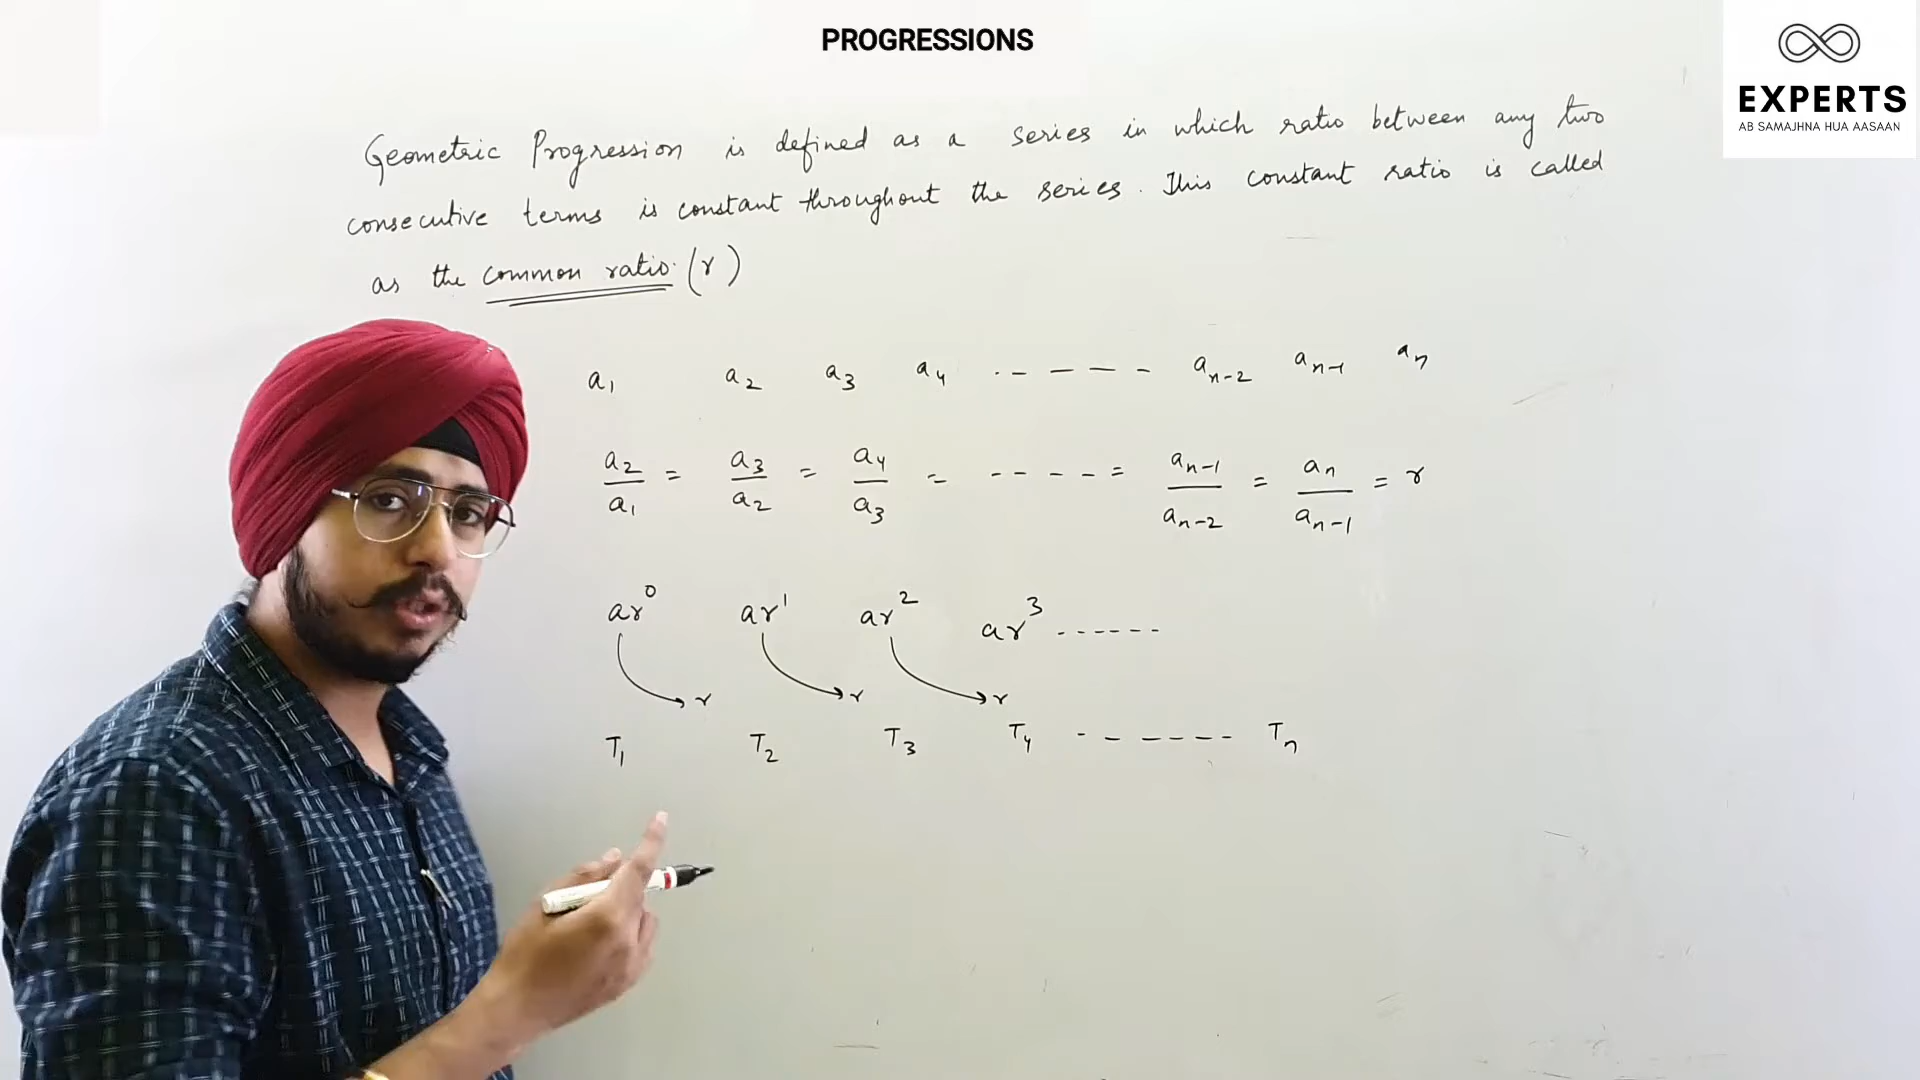 PROGRESSIONS
EXPERTS
AB SAMAJHNA HUA AASAAN
Geometric Progression is defined as a series in which ratio between any two
consecutive terms is constant throughout the series. This constant ratio is called
as the common ratio. (r)
a₁ a₂ a₃ a₄ ------ aₙ₋₂ aₙ₋₁ aₙ
a₂/a₁ = a₃/a₂ = a₄/a₃ = ----- = aₙ₋₁/aₙ₋₂ = aₙ/aₙ₋₁ = r
ar⁰ ar¹ ar² ar³ ------
r r r
T₁ T₂ T₃ T₄ ------ Tₙ